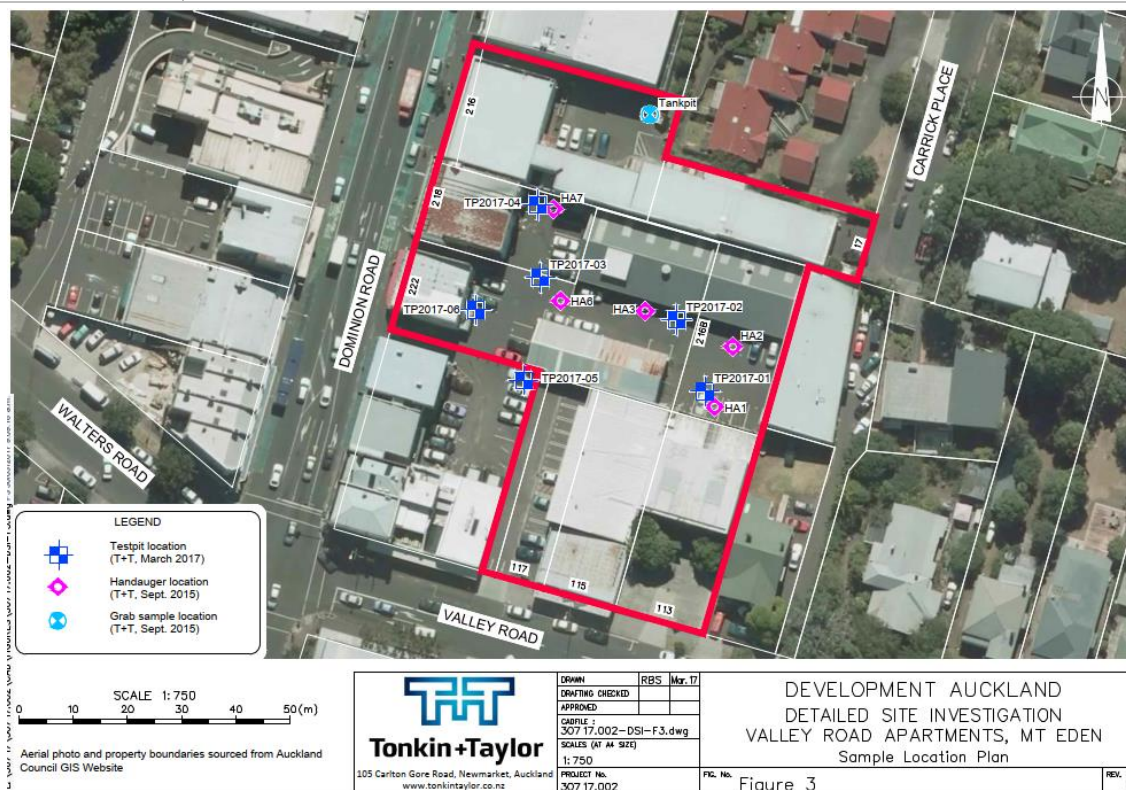 Tankpit
CARRICK PLACE
N
216
218
TP2017-04
HA7
17
TP2017-03
222
TP2017-06
HA6
HA3
TP2017-02
216B
HA2
DOMINION ROAD
TP2017-05
TP2017-01
HA1
WALTERS ROAD
117
115
113
VALLEY ROAD
LEGEND
Testpit location
(T+T, March 2017)
Handauger location
(T+T, Sept. 2015)
Grab sample location
(T+T, Sept. 2015)
SCALE 1:750
0 10 20 30 40 50(m)
Aerial photo and property boundaries sourced from Auckland
Council GIS Website
Tonkin+Taylor
105 Carlton Gore Road, Newmarket, Auckland
www.tonkintaylor.co.nz
DRAWN RBS Mar. 17
DRAFTING CHECKED
APPROVED
CADFILE :
30717.002-DSI-F3.dwg
SCALES (AT A4 SIZE)
1:750
PROJECT No.
30717.002
DEVELOPMENT AUCKLAND
DETAILED SITE INVESTIGATION
VALLEY ROAD APARTMENTS, MT EDEN
Sample Location Plan
FIG. No. Figure 3
REV.